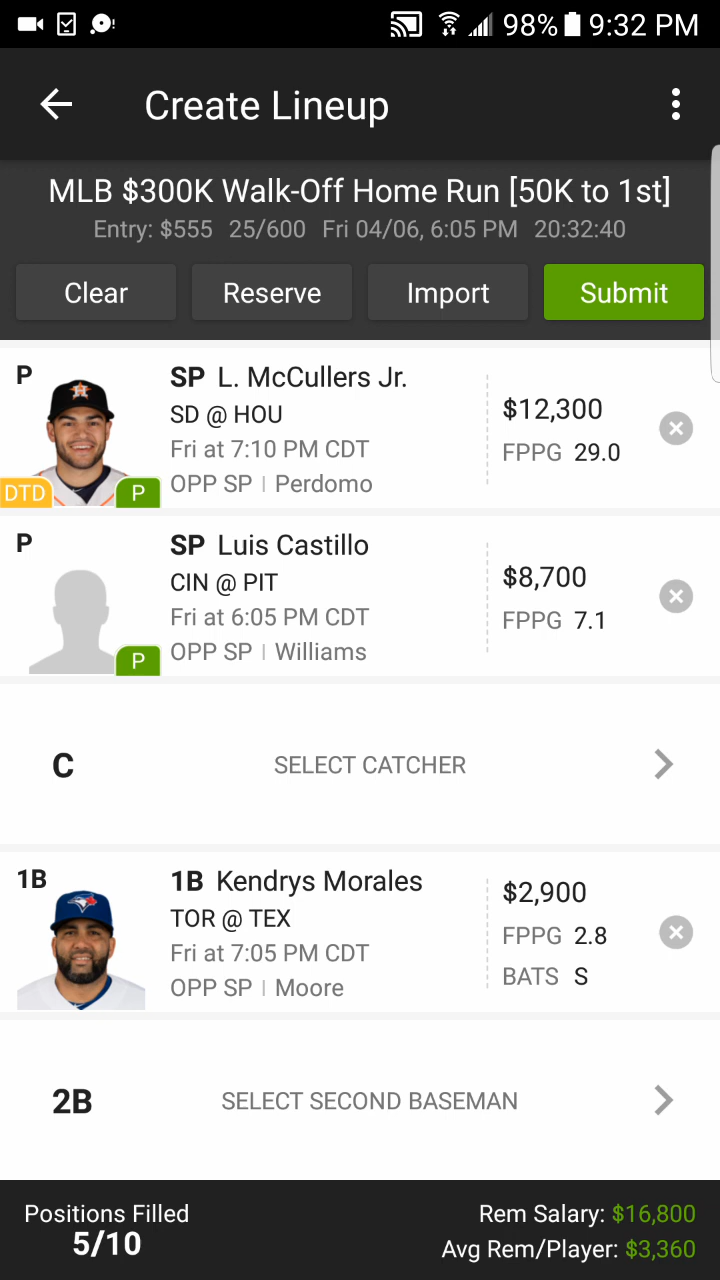 98% 9:32 PM
Create Lineup
MLB $300K Walk-Off Home Run [50K to 1st]
Entry: $555 25/600 Fri 04/06, 6:05 PM 20:32:40
Clear Reserve Import Submit
P
SP L. McCullers Jr.
SD @ HOU
Fri at 7:10 PM CDT
OPP SP | Perdomo
DTD P
$12,300
FPPG 29.0
P
SP Luis Castillo
CIN @ PIT
Fri at 6:05 PM CDT
OPP SP | Williams
P
$8,700
FPPG 7.1
C SELECT CATCHER
1B
1B Kendrys Morales
TOR @ TEX
Fri at 7:05 PM CDT
OPP SP | Moore
$2,900
FPPG 2.8
BATS S
2B SELECT SECOND BASEMAN
Positions Filled
5/10
Rem Salary: $16,800
Avg Rem/Player: $3,360